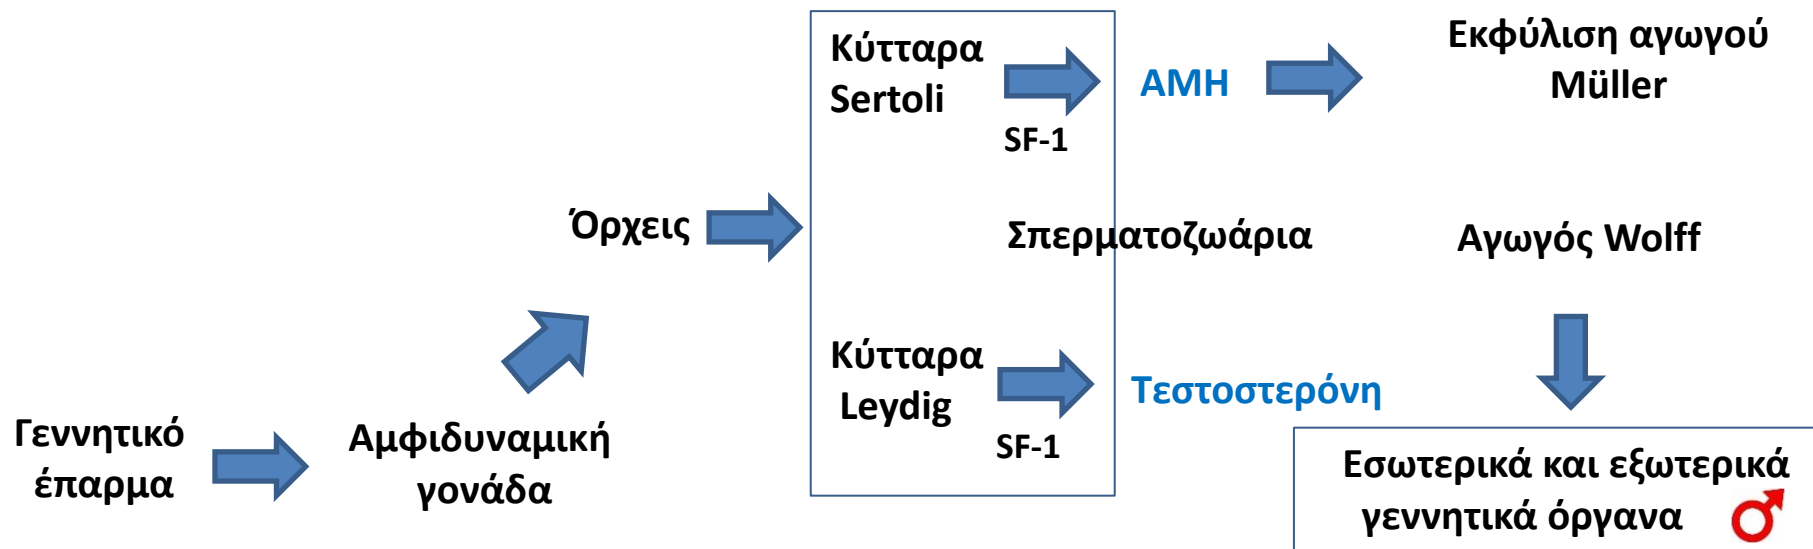 Κύτταρα
Sertoli
SF-1
ΑΜΗ
Εκφύλιση αγωγού
Müller
Όρχεις
Σπερματοζωάρια
Αγωγός Wolff
Κύτταρα
Leydig
SF-1
Τεστοστερόνη
Γεννητικό
έπαρμα
Αμφιδυναμική
γονάδα
Εσωτερικά και εξωτερικά
γεννητικά όργανα ♂